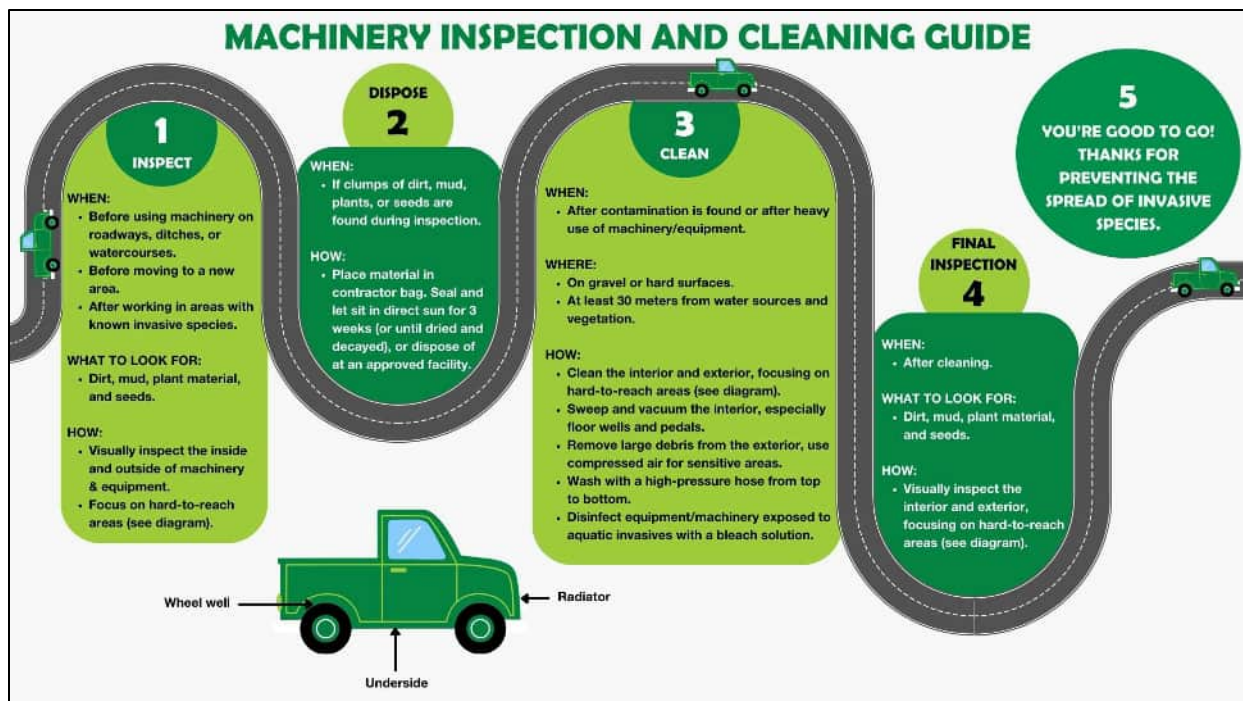 MACHINERY INSPECTION AND CLEANING GUIDE
1
INSPECT
WHEN:
• Before using machinery on
roadways, ditches, or
watercourses.
• Before moving to a new
area.
• After working in areas with
known invasive species.
WHAT TO LOOK FOR:
• Dirt, mud, plant material,
and seeds.
HOW:
• Visually inspect the inside
and outside of machinery
& equipment.
• Focus on hard-to-reach
areas (see diagram).
DISPOSE
2
WHEN:
• If clumps of dirt, mud,
plants, or seeds are
found during inspection.
HOW:
• Place material in
contractor bag. Seal and
let sit in direct sun for 3
weeks (or until dried and
decayed), or dispose of
at an approved facility.
3
CLEAN
WHEN:
• After contamination is found or after heavy
use of machinery/equipment.
WHERE:
• On gravel or hard surfaces.
• At least 30 meters from water sources and
vegetation.
HOW:
• Clean the interior and exterior, focusing on
hard-to-reach areas (see diagram).
• Sweep and vacuum the interior, especially
floor wells and pedals.
• Remove large debris from the exterior, use
compressed air for sensitive areas.
• Wash with a high-pressure hose from top
to bottom.
• Disinfect equipment/machinery exposed to
aquatic invasives with a bleach solution.
FINAL
INSPECTION
4
WHEN:
• After cleaning.
WHAT TO LOOK FOR:
• Dirt, mud, plant material,
and seeds.
HOW:
• Visually inspect the
interior and exterior,
focusing on hard-to-reach
areas (see diagram).
5
YOU'RE GOOD TO GO!
THANKS FOR
PREVENTING THE
SPREAD OF INVASIVE
SPECIES.
Wheel well
Radiator
Underside